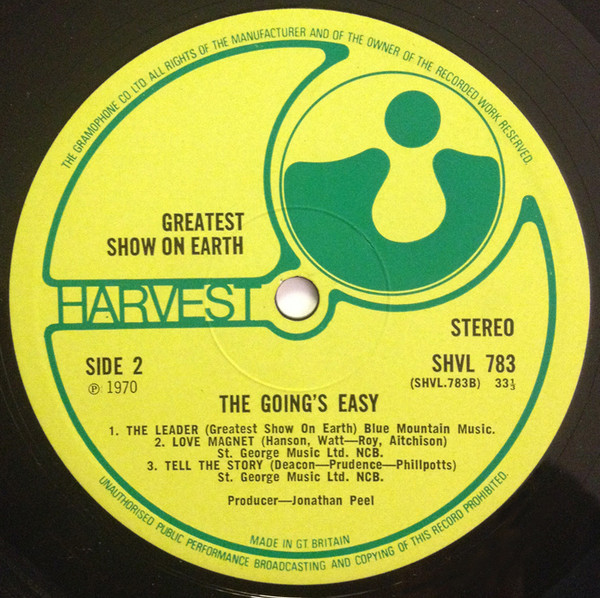 THE GRAMOPHONE CO. LTD. ALL RIGHTS OF THE MANUFACTURER AND OF THE OWNER OF THE RECORDED WORK RESERVED.
GREATEST
SHOW ON EARTH
HARVEST
STEREO
SIDE 2
SHVL 783
℗ 1970
(SHVL.783B) 33⅓
THE GOING'S EASY
1. THE LEADER (Greatest Show On Earth) Blue Mountain Music.
2. LOVE MAGNET (Hanson, Watt—Roy, Aitchison)
St. George Music Ltd. NCB.
3. TELL THE STORY (Deacon—Prudence—Phillpotts)
St. George Music Ltd. NCB.
Producer—Jonathan Peel
MADE IN GT BRITAIN
UNAUTHORISED PUBLIC PERFORMANCE BROADCASTING AND COPYING OF THIS RECORD PROHIBITED.